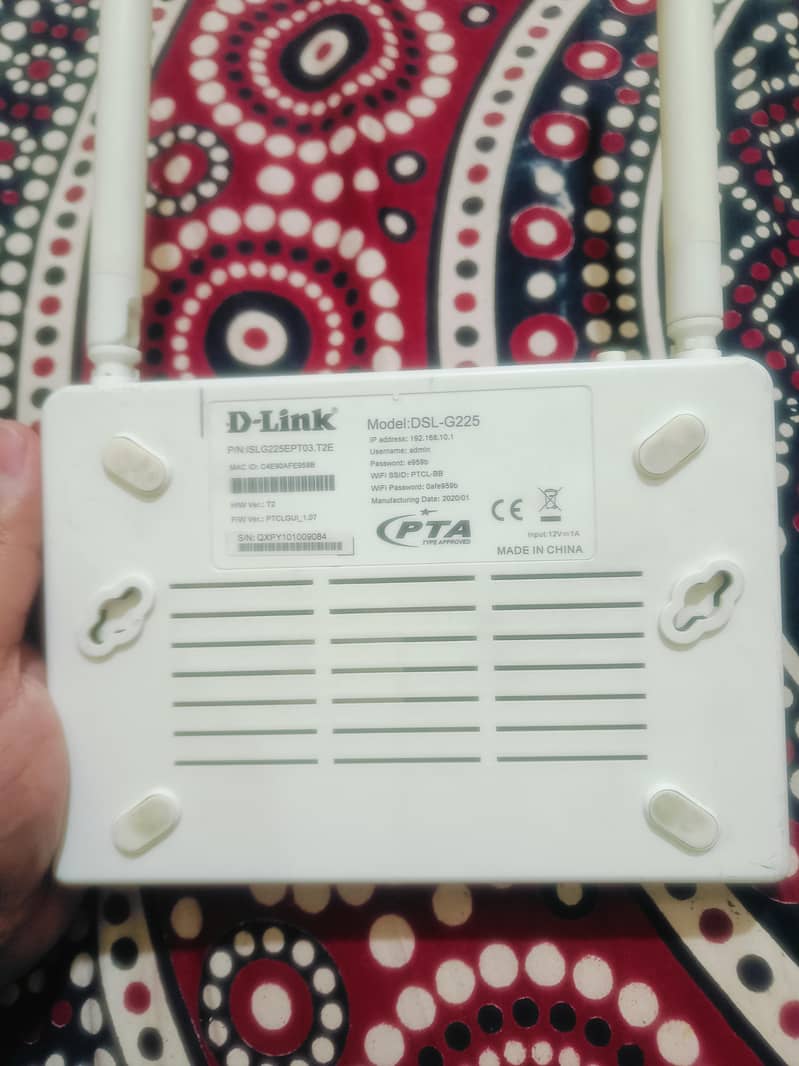 D-Link®
P/N:ISLG225EPT03.T2E
MAC ID: C4E90AFE959B
H/W Ver.: T2
F/W Ver.: PTCLGUI_1.07
S/N: QXPY101009084
Model:DSL-G225
IP address: 192.168.10.1
Username: admin
Password: e959b
WiFi SSID: PTCL-BB
WiFi Password: 0afe959b
Manufacturing Date: 2020/01
PTA
TYPE APPROVED
CE
Input:12V⎓1A
MADE IN CHINA